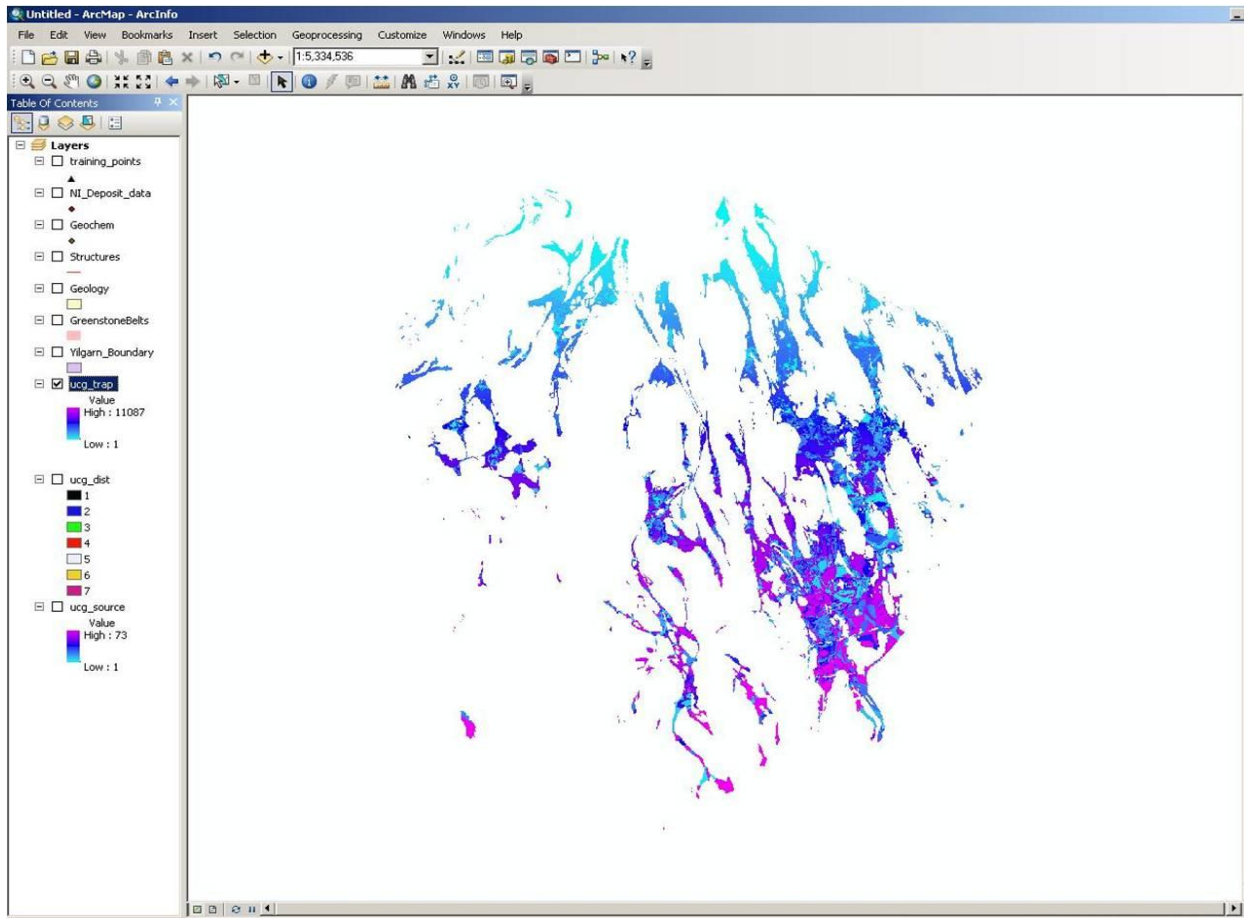 Untitled - ArcMap - ArcInfo
File Edit View Bookmarks Insert Selection Geoprocessing Customize Windows Help
1:5,334,536
Table Of Contents
Layers
training_points
NI_Deposit_data
Geochem
Structures
Geology
GreenstoneBelts
Yilgarn_Boundary
ucg_trap
Value
High : 11087
Low : 1
ucg_dist
1
2
3
4
5
6
7
ucg_source
Value
High : 73
Low : 1